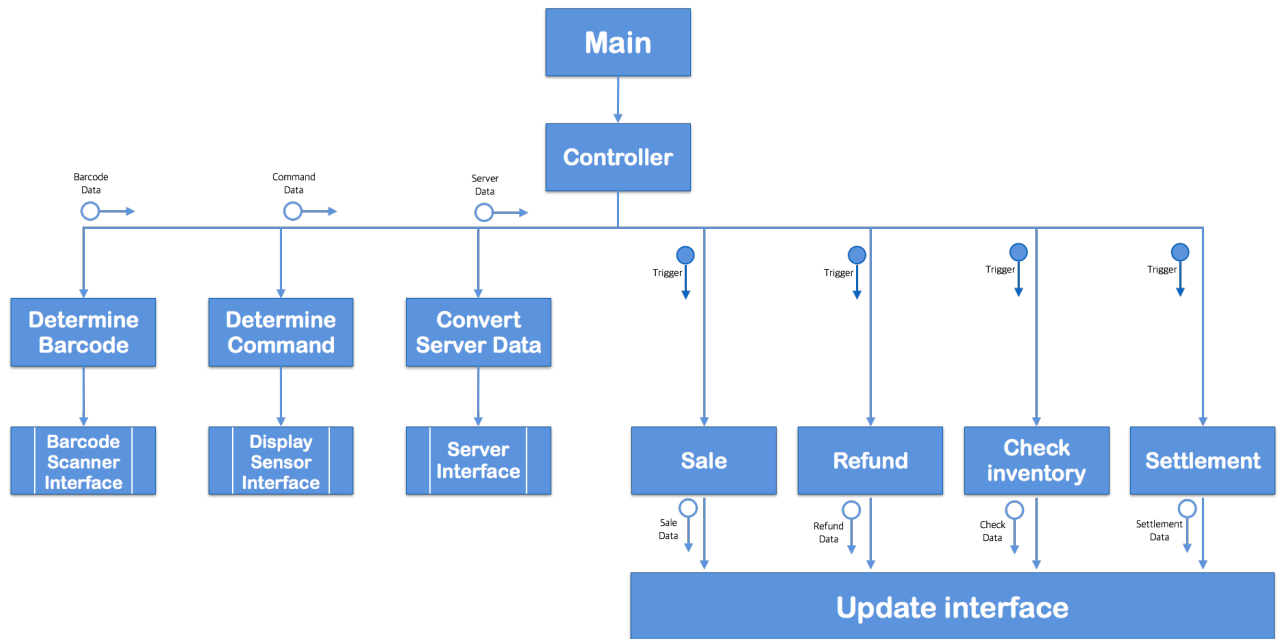 Main
Controller
Barcode
Data
Command
Data
Server
Data
Trigger
Trigger
Trigger
Trigger
Determine
Barcode
Determine
Command
Convert
Server Data
Barcode
Scanner
Interface
Display
Sensor
Interface
Server
Interface
Sale
Refund
Check
inventory
Settlement
Sale
Data
Refund
Data
Check
Data
Settlement
Data
Update interface